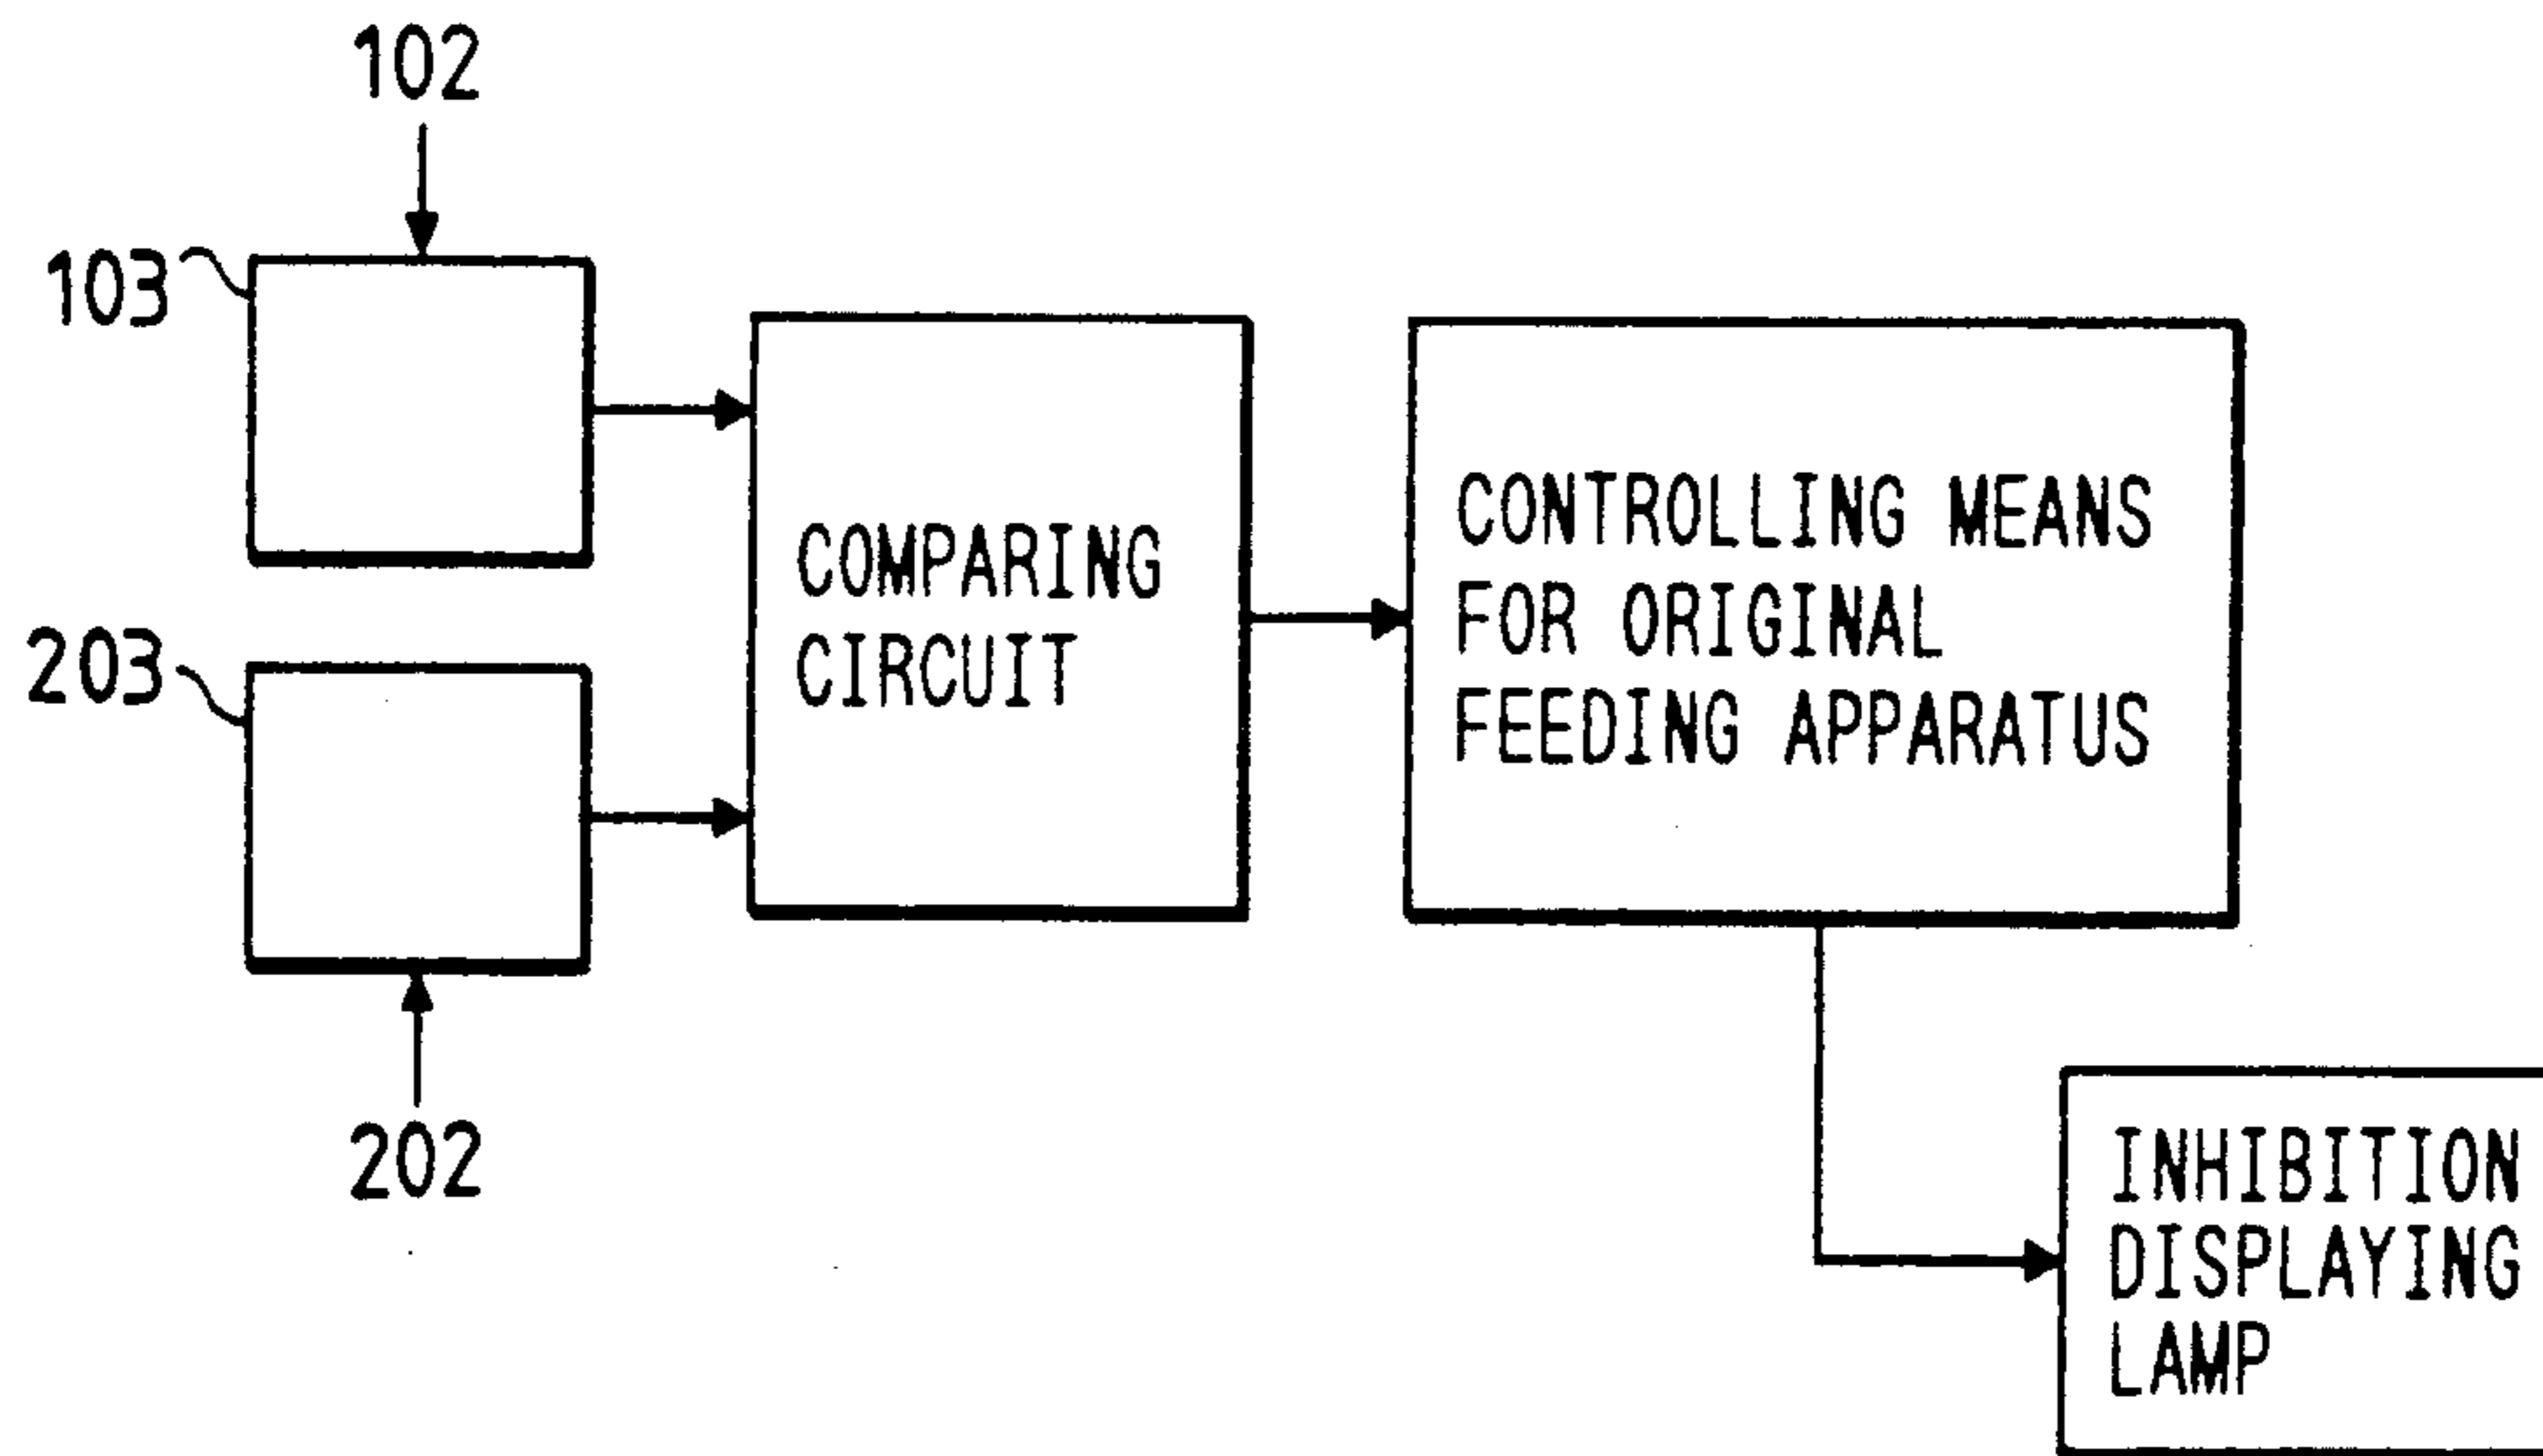 102
103
COMPARING
CIRCUIT
CONTROLLING MEANS
FOR ORIGINAL
FEEDING APPARATUS
203
202
INHIBITION
DISPLAYING
LAMP